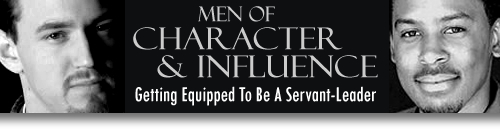 MEN OF
CHARACTER
& INFLUENCE
Getting Equipped To Be A Servant-Leader